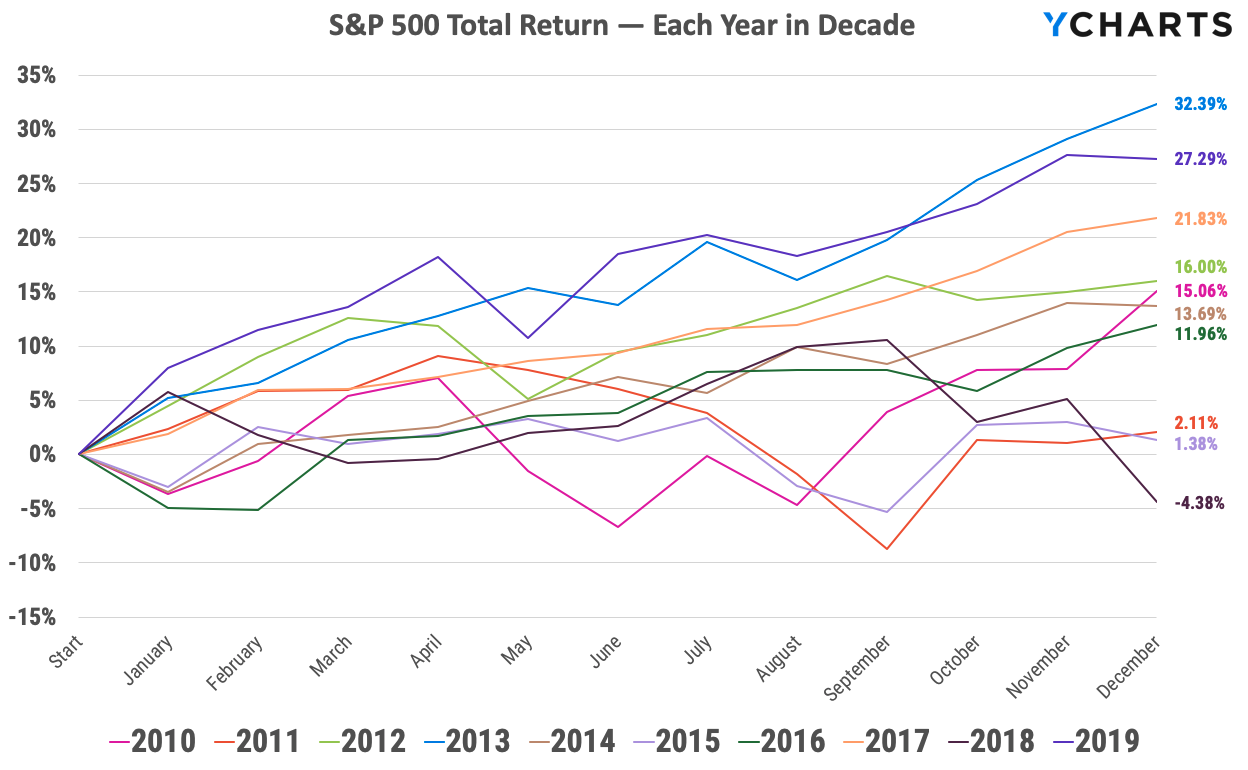 S&P 500 Total Return — Each Year in Decade
YCHARTS
35%
30%
25%
20%
15%
10%
5%
0%
-5%
-10%
-15%
32.39%
27.29%
21.83%
16.00%
15.06%
13.69%
11.96%
2.11%
1.38%
-4.38%
Start
January
February
March
April
May
June
July
August
September
October
November
December
2010 2011 2012 2013 2014 2015 2016 2017 2018 2019